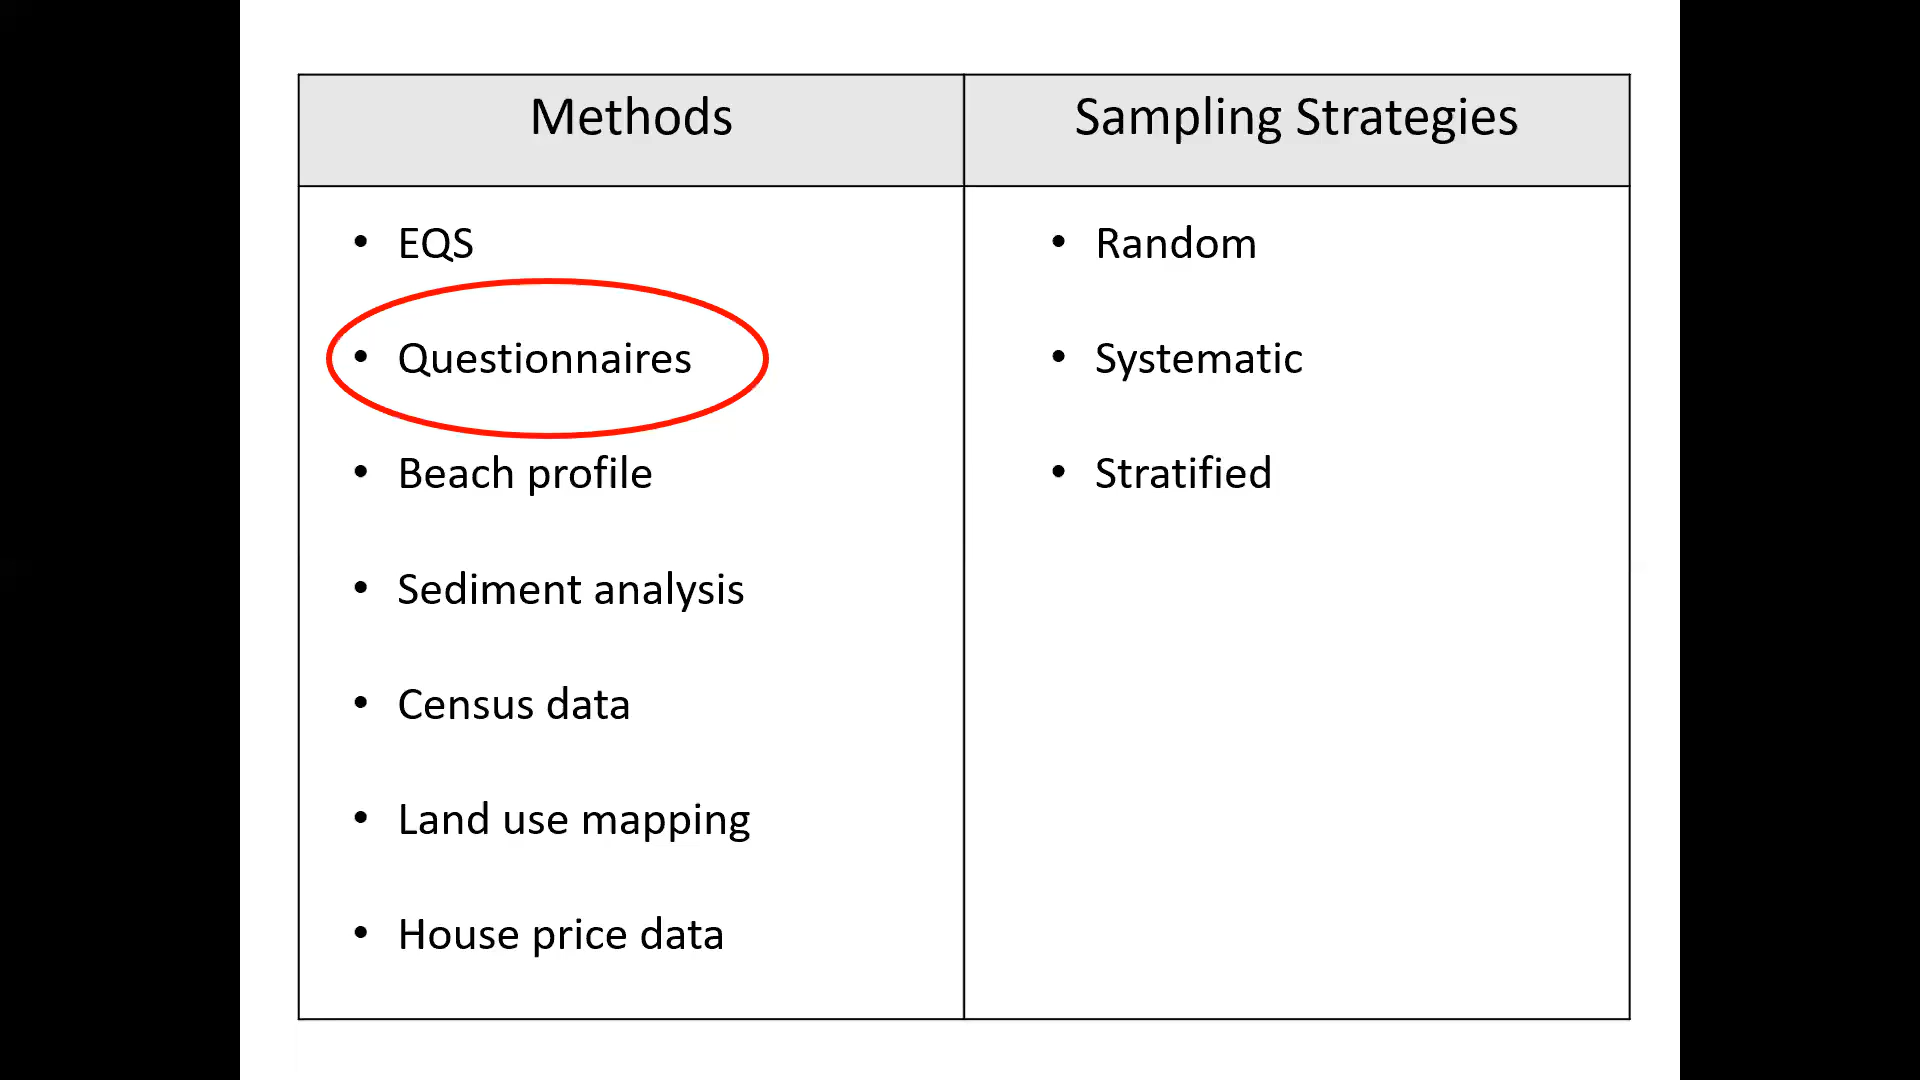 Methods
Sampling Strategies
• EQS
• Questionnaires
• Beach profile
• Sediment analysis
• Census data
• Land use mapping
• House price data
• Random
• Systematic
• Stratified